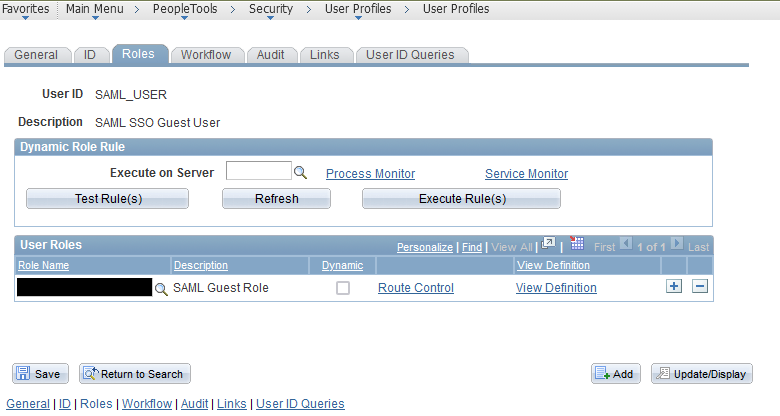 Favorites Main Menu > PeopleTools > Security > User Profiles > User Profiles
General ID Roles Workflow Audit Links User ID Queries
User ID SAML_USER
Description SAML SSO Guest User
Dynamic Role Rule
Execute on Server Process Monitor Service Monitor
Test Rule(s) Refresh Execute Rule(s)
User Roles Personalize | Find | View All | | First 1 of 1 Last
Role Name Description Dynamic View Definition
SAML Guest Role Route Control View Definition
Save Return to Search Add Update/Display
General | ID | Roles | Workflow | Audit | Links | User ID Queries